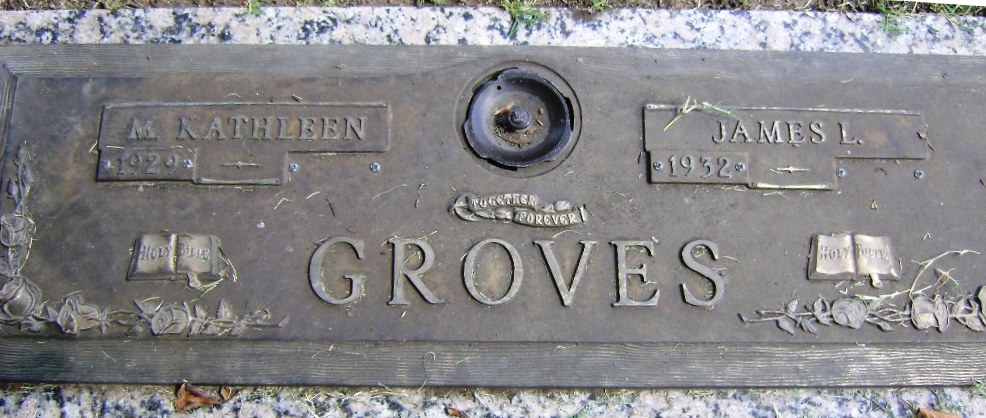 M. KATHLEEN
1929
JAMES L.
1932
TOGETHER
FOREVER
GROVES
HOLY BIBLE
HOLY BIBLE